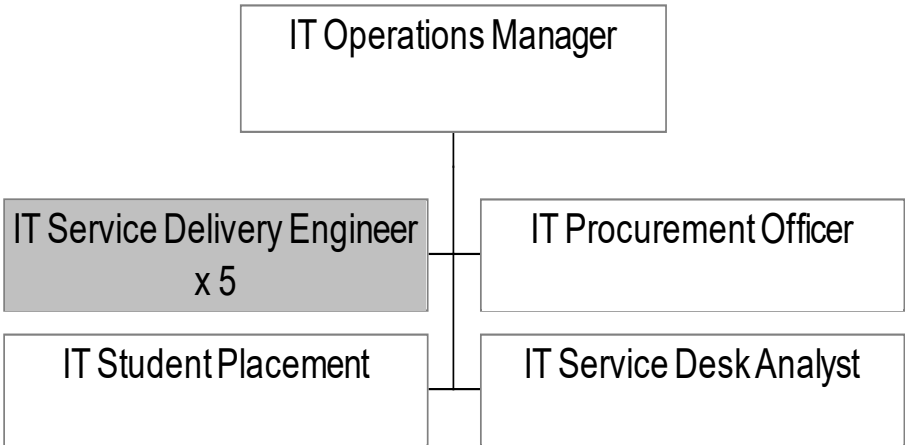 IT Operations Manager
IT Service Delivery Engineer
x 5
IT Procurement Officer
IT Student Placement
IT Service Desk Analyst